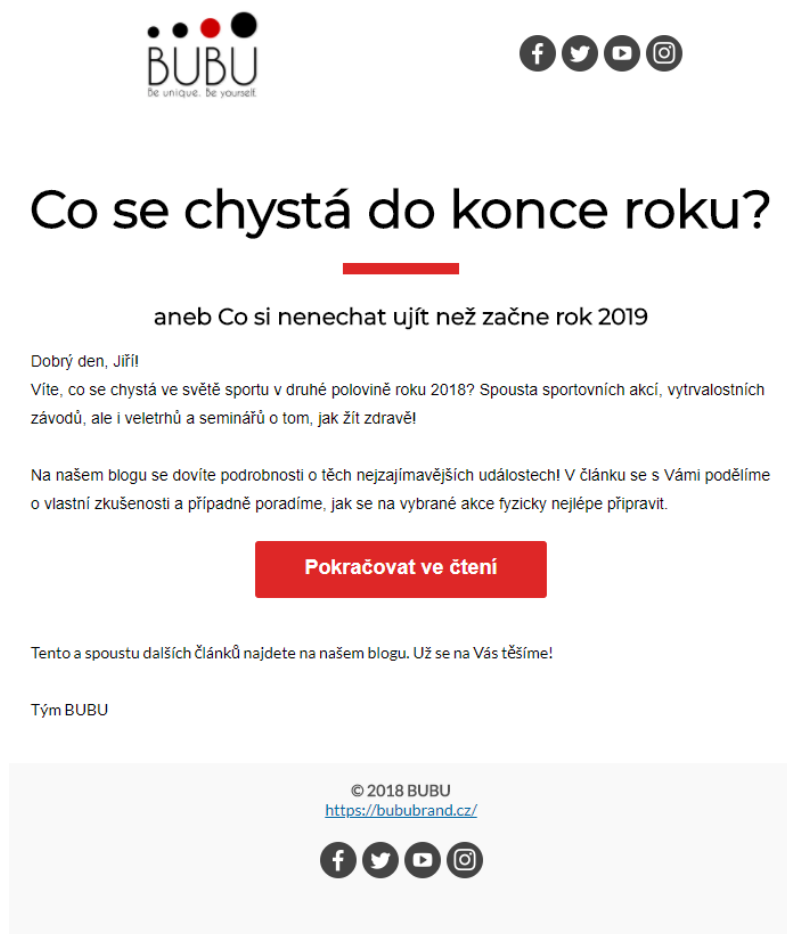 BUBU
Be unique. Be yourself.
Co se chystá do konce roku?
aneb Co si nenechat ujít než začne rok 2019
Dobrý den, Jiří!
Víte, co se chystá ve světě sportu v druhé polovině roku 2018? Spousta sportovních akcí, vytrvalostních
závodů, ale i veletrhů a seminářů o tom, jak žít zdravě!
Na našem blogu se dovíte podrobnosti o těch nejzajímavějších událostech! V článku se s Vámi podělíme
o vlastní zkušenosti a případně poradíme, jak se na vybrané akce fyzicky nejlépe připravit.
Pokračovat ve čtení
Tento a spoustu dalších článků najdete na našem blogu. Už se na Vás těšíme!
Tým BUBU
© 2018 BUBU
https://bububrand.cz/